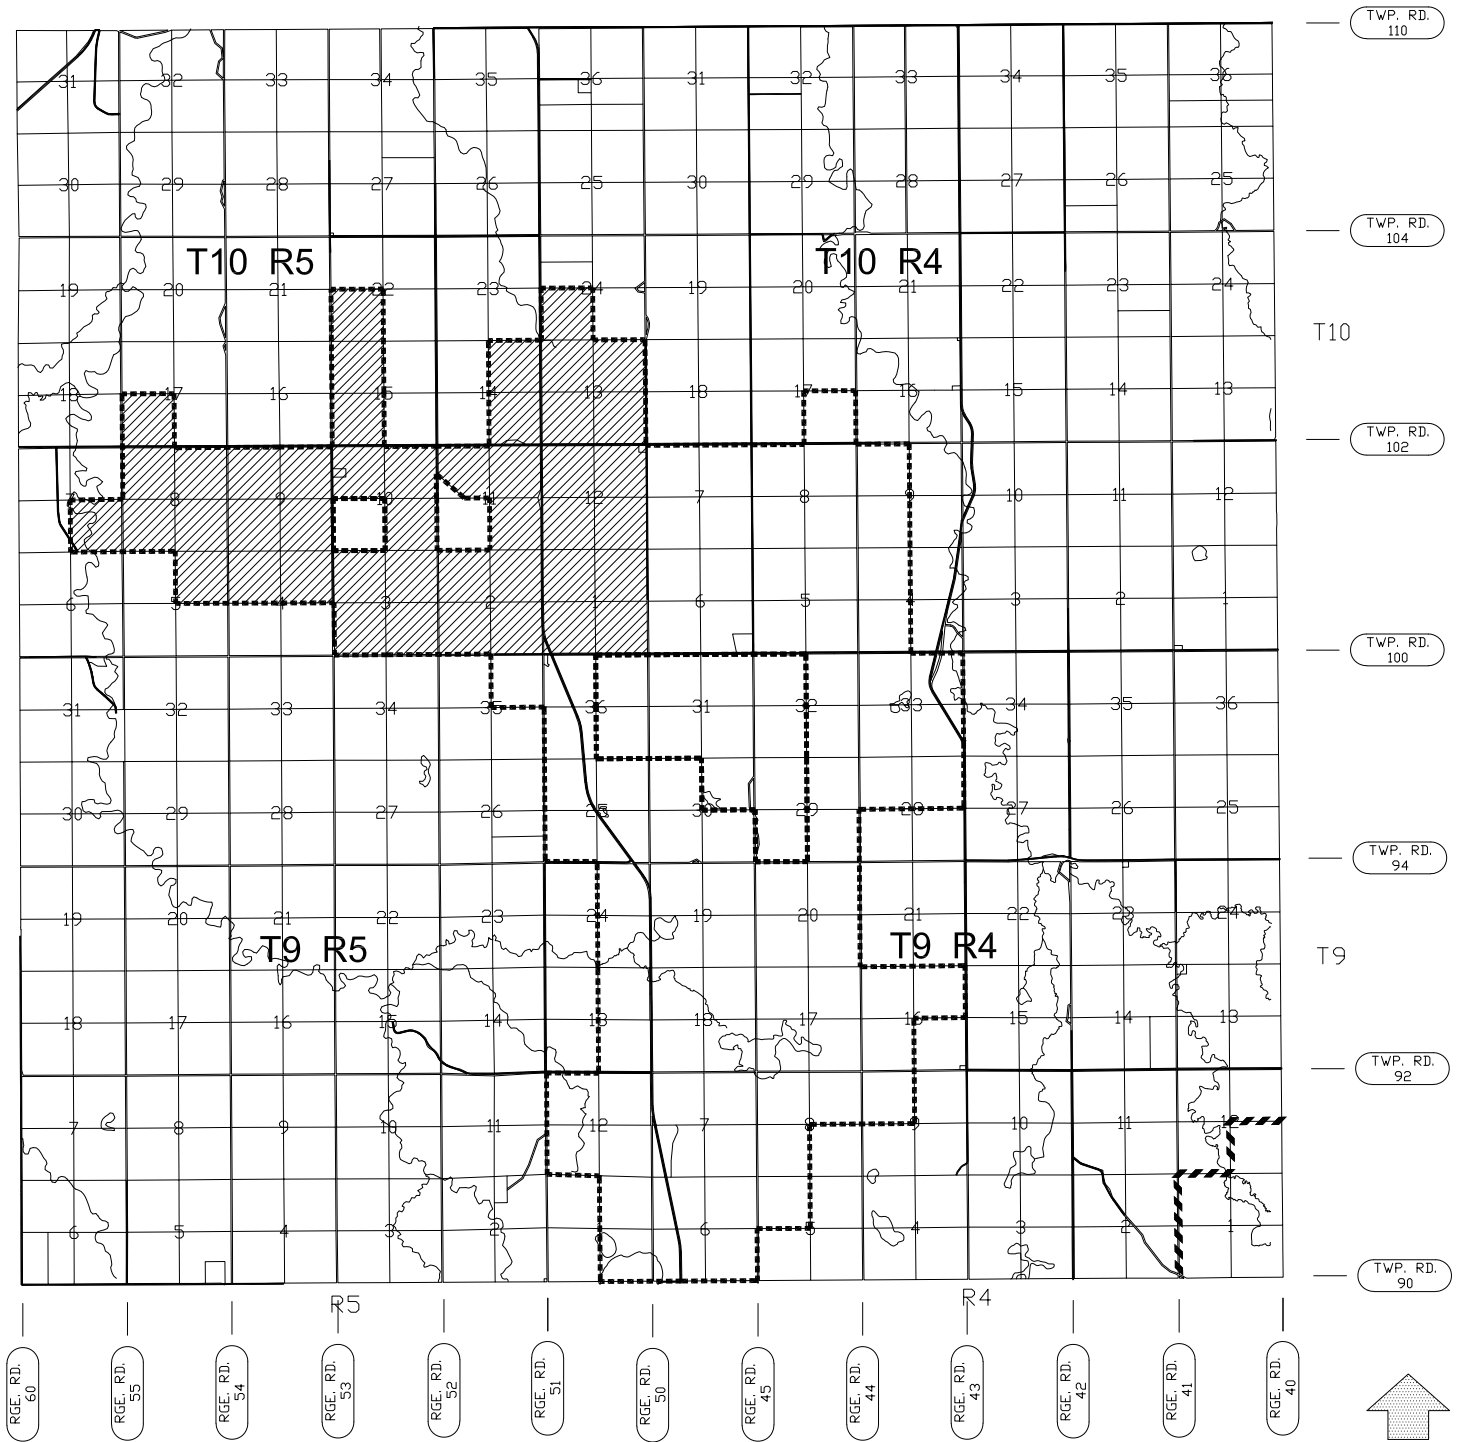 TWP. RD.
110
31 32 33 34 35 36 31 32 33 34 35 36
30 29 28 27 26 25 30 29 28 27 26 25
TWP. RD.
104
T10 R5 T10 R4
19 20 21 22 23 24 19 20 21 22 23 24
T10
18 17 16 15 14 13 18 17 16 15 14 13
TWP. RD.
102
7 8 9 10 11 12 7 8 9 10 11 12
6 5 4 3 2 1 6 5 4 3 2 1
TWP. RD.
100
31 32 33 34 35 36 31 32 33 34 35 36
30 29 28 27 26 25 30 29 28 27 26 25
TWP. RD.
94
19 20 21 22 23 24 19 20 21 22 23 24
T9 R5 T9 R4
T9
18 17 16 15 14 13 18 17 16 15 14 13
TWP. RD.
92
7 8 9 10 11 12 7 8 9 10 11 12
6 5 4 3 2 6 5 4 3 2 1
TWP. RD.
90
R5 R4
RGE. RD.
60
RGE. RD.
55
RGE. RD.
54
RGE. RD.
53
RGE. RD.
52
RGE. RD.
51
RGE. RD.
50
RGE. RD.
45
RGE. RD.
44
RGE. RD.
43
RGE. RD.
42
RGE. RD.
41
RGE. RD.
40